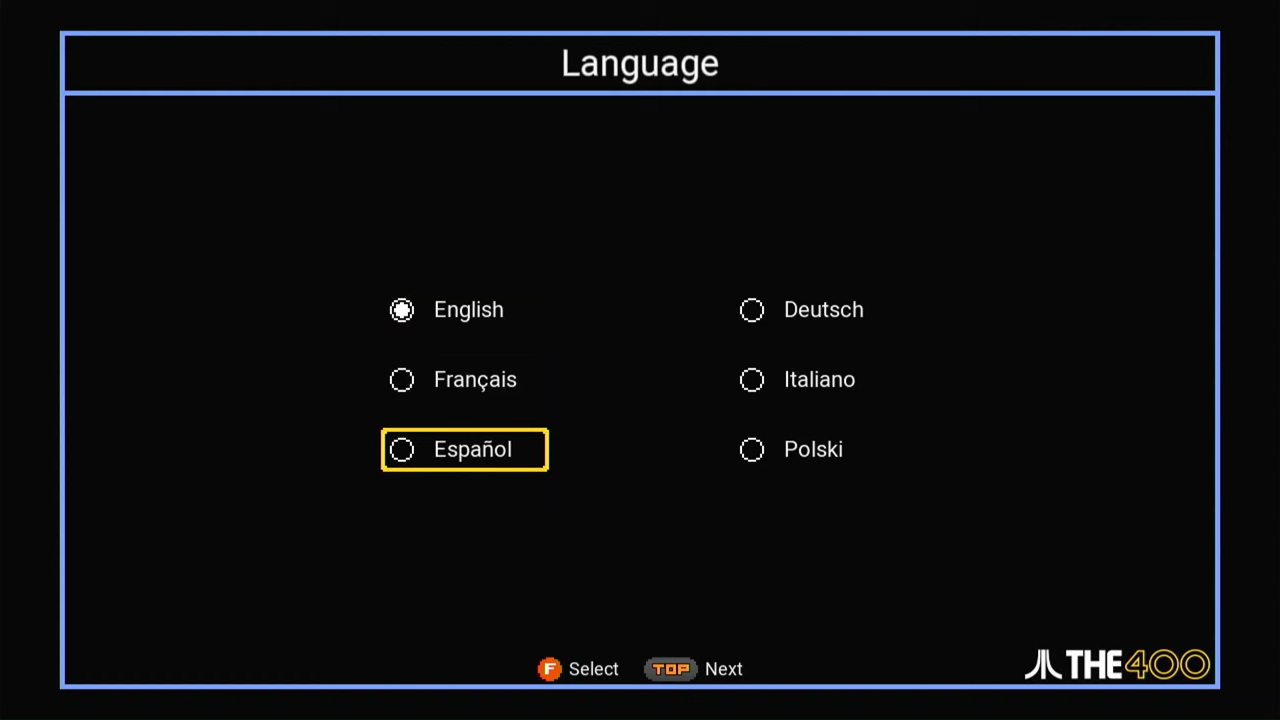 Language
English
Deutsch
Français
Italiano
Español
Polski
F Select TOP Next
THE400